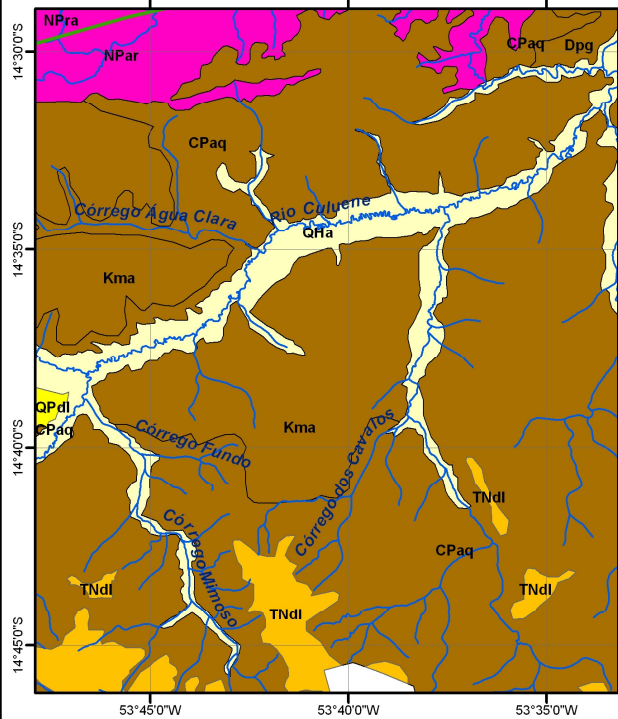 NPra
NPar
CPaq
Dpg
14°30'0"S
CPaq
Córrego Água Clara
Rio Culuene
QHa
14°35'0"S
Kma
QPdl
CPaq
Kma
Córrego Fundo
Córrego dos Cavalos
14°40'0"S
TNdl
Córrego Mimoso
CPaq
TNdl
TNdl
TNdl
14°45'0"S
53°45'0"W
53°40'0"W
53°35'0"W